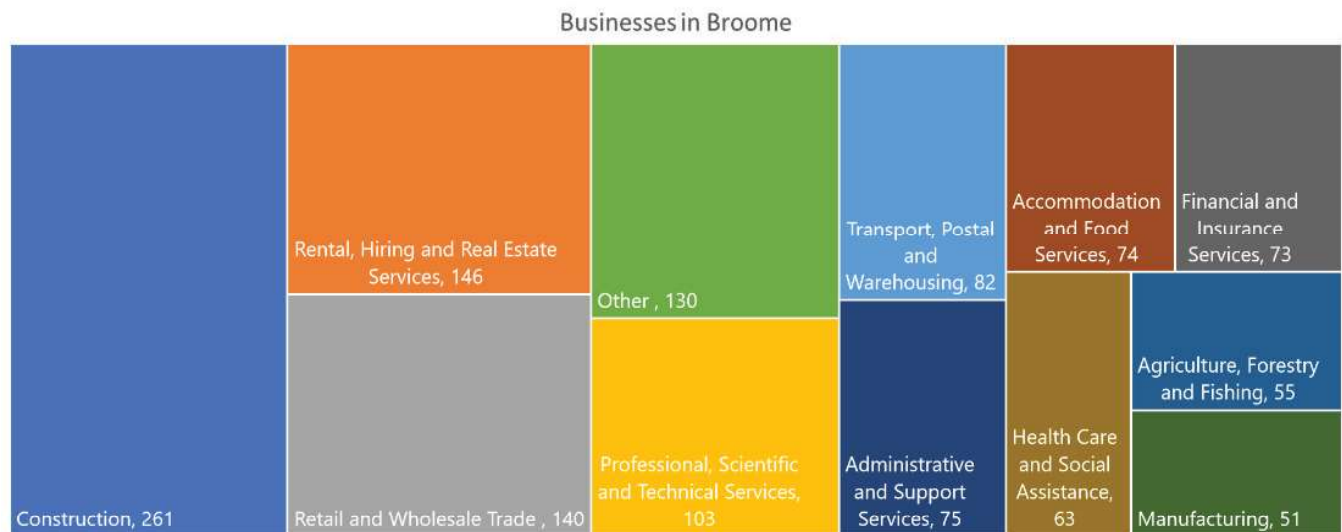 Businesses in Broome
Construction, 261
Rental, Hiring and Real Estate
Services, 146
Retail and Wholesale Trade , 140
Other , 130
Professional, Scientific
and Technical Services,
103
Transport, Postal
and
Warehousing, 82
Administrative
and Support
Services, 75
Accommodation
and Food
Services, 74
Financial and
Insurance
Services, 73
Health Care
and Social
Assistance,
63
Agriculture, Forestry
and Fishing, 55
Manufacturing, 51